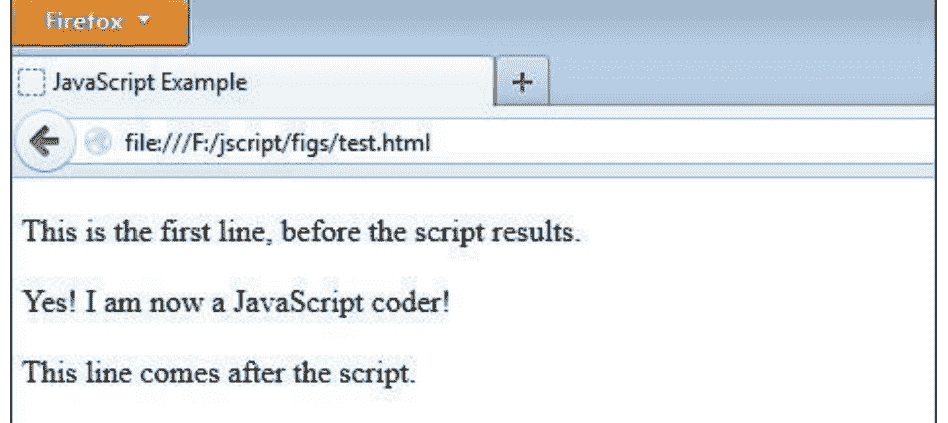 Firefox
JavaScript Example
file:///F:/jscript/figs/test.html
This is the first line, before the script results.
Yes! I am now a JavaScript coder!
This line comes after the script.